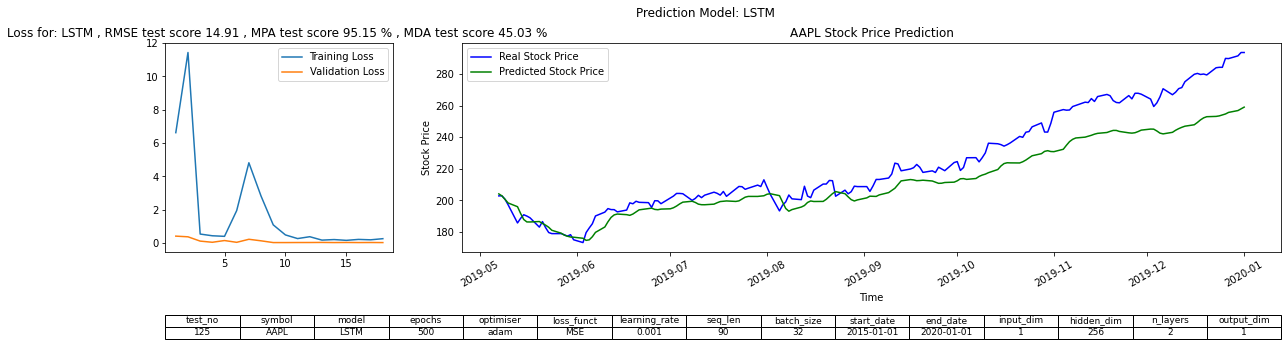 Prediction Model: LSTM
Loss for: LSTM , RMSE test score 14.91 , MPA test score 95.15 % , MDA test score 45.03 %
AAPL Stock Price Prediction
12
10
8
6
4
2
0
Training Loss
Validation Loss
5
10
15
Stock Price
280
260
240
220
200
180
Real Stock Price
Predicted Stock Price
2019-05
2019-06
2019-07
2019-08
2019-09
2019-10
2019-11
2019-12
2020-01
Time
test_no symbol model epochs optimiser loss_funct learning_rate seq_len batch_size start_date end_date input_dim hidden_dim n_layers output_dim
125 AAPL LSTM 500 adam MSE 0.001 90 32 2015-01-01 2020-01-01 1 256 2 1